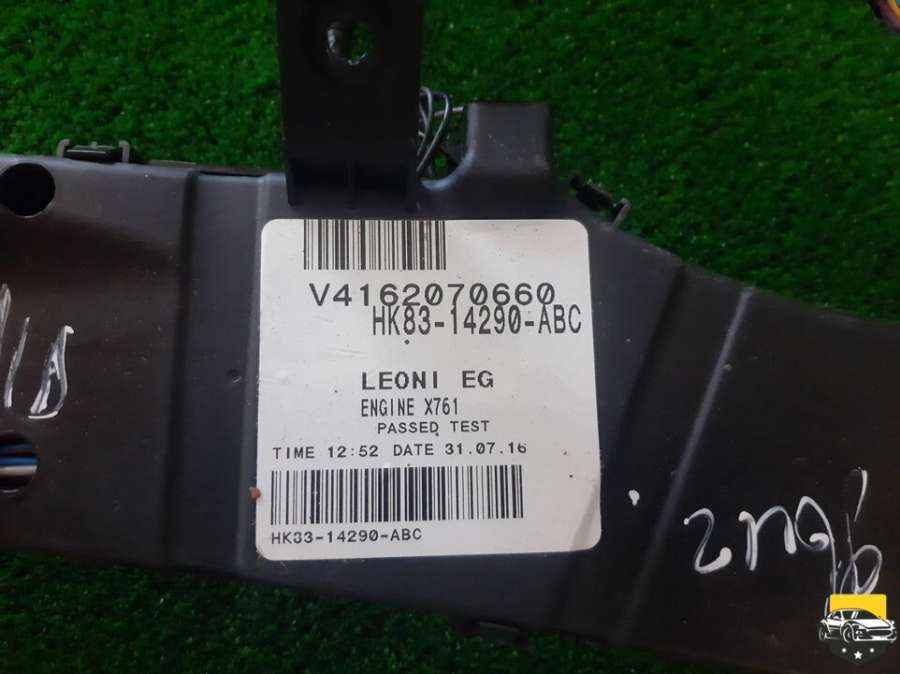 V4162070660
HK83-14290-ABC
LEONI EG
ENGINE X761
PASSED TEST
TIME 12:52 DATE 31.07.16
HK83-14290-ABC